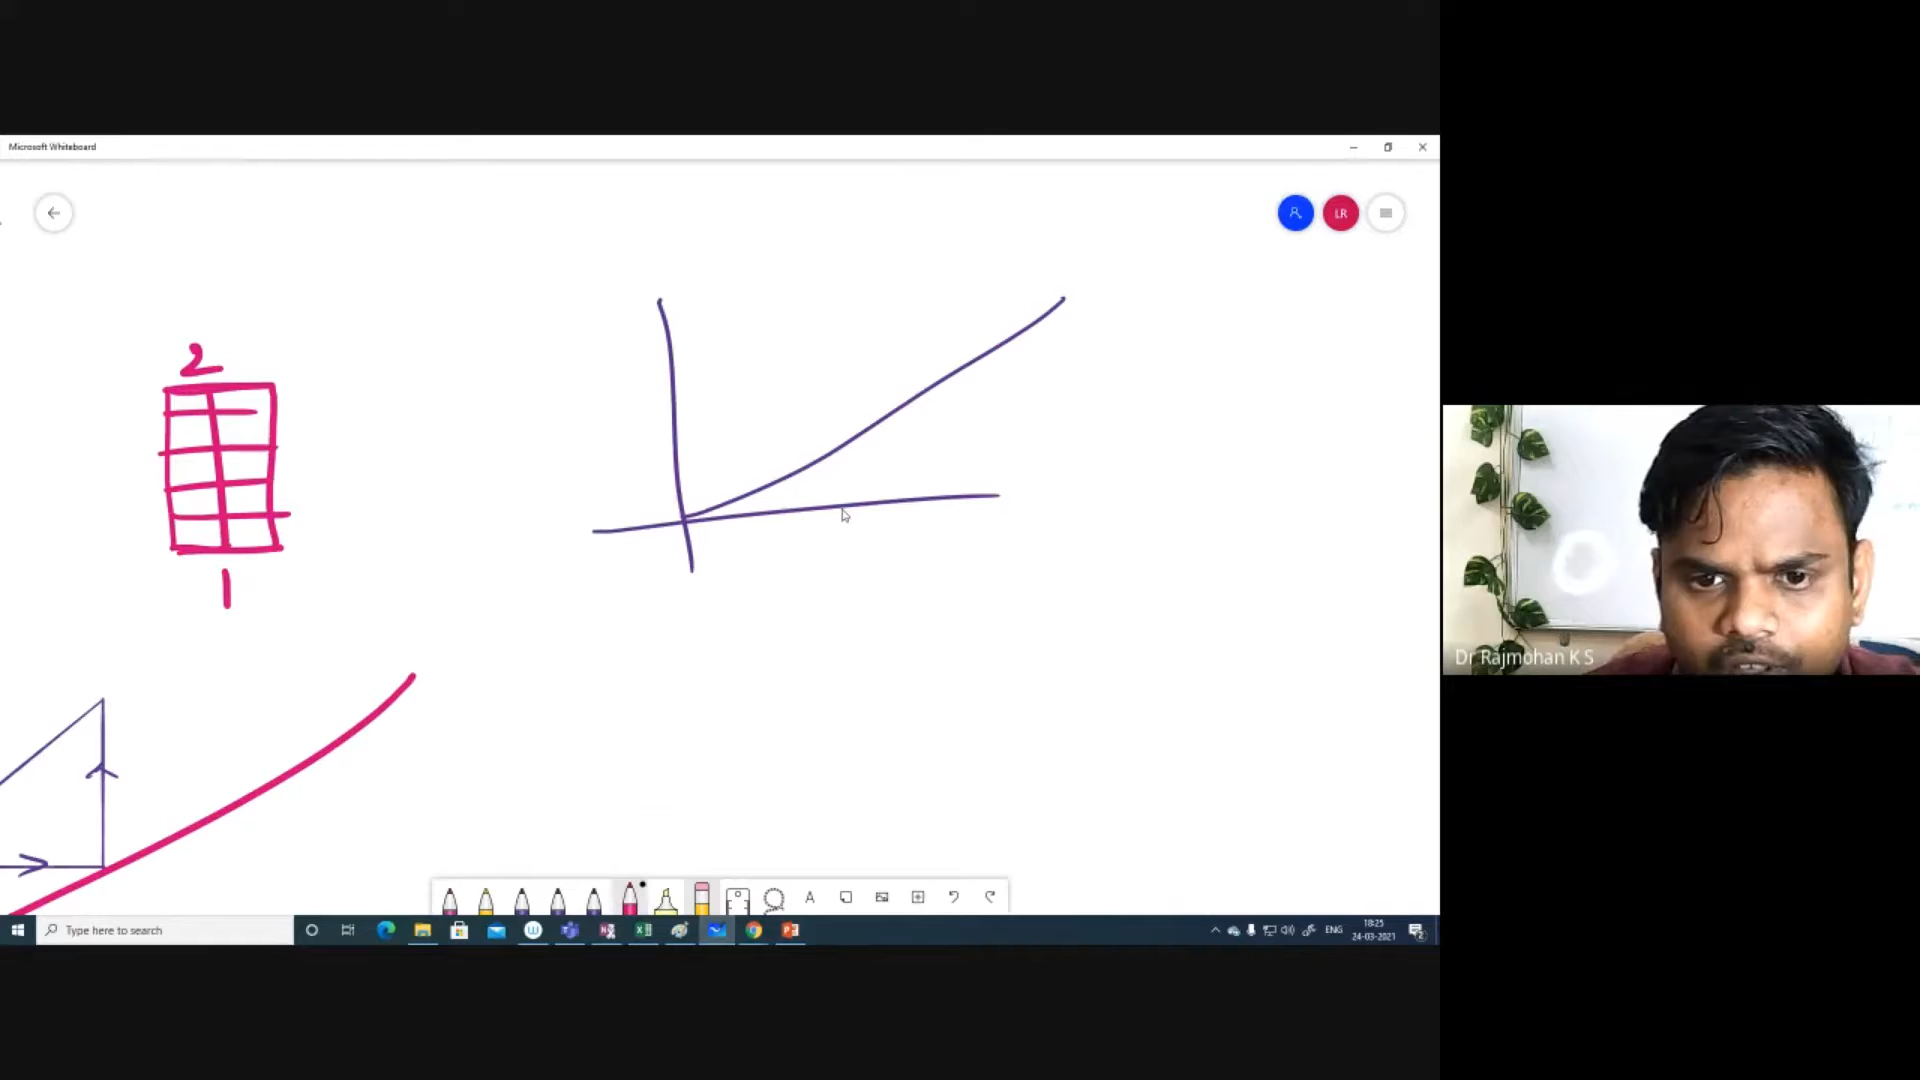 Microsoft Whiteboard
LR
2
1
Dr Rajmohan K S
A
Type here to search
ENG
18:25
24-03-2021